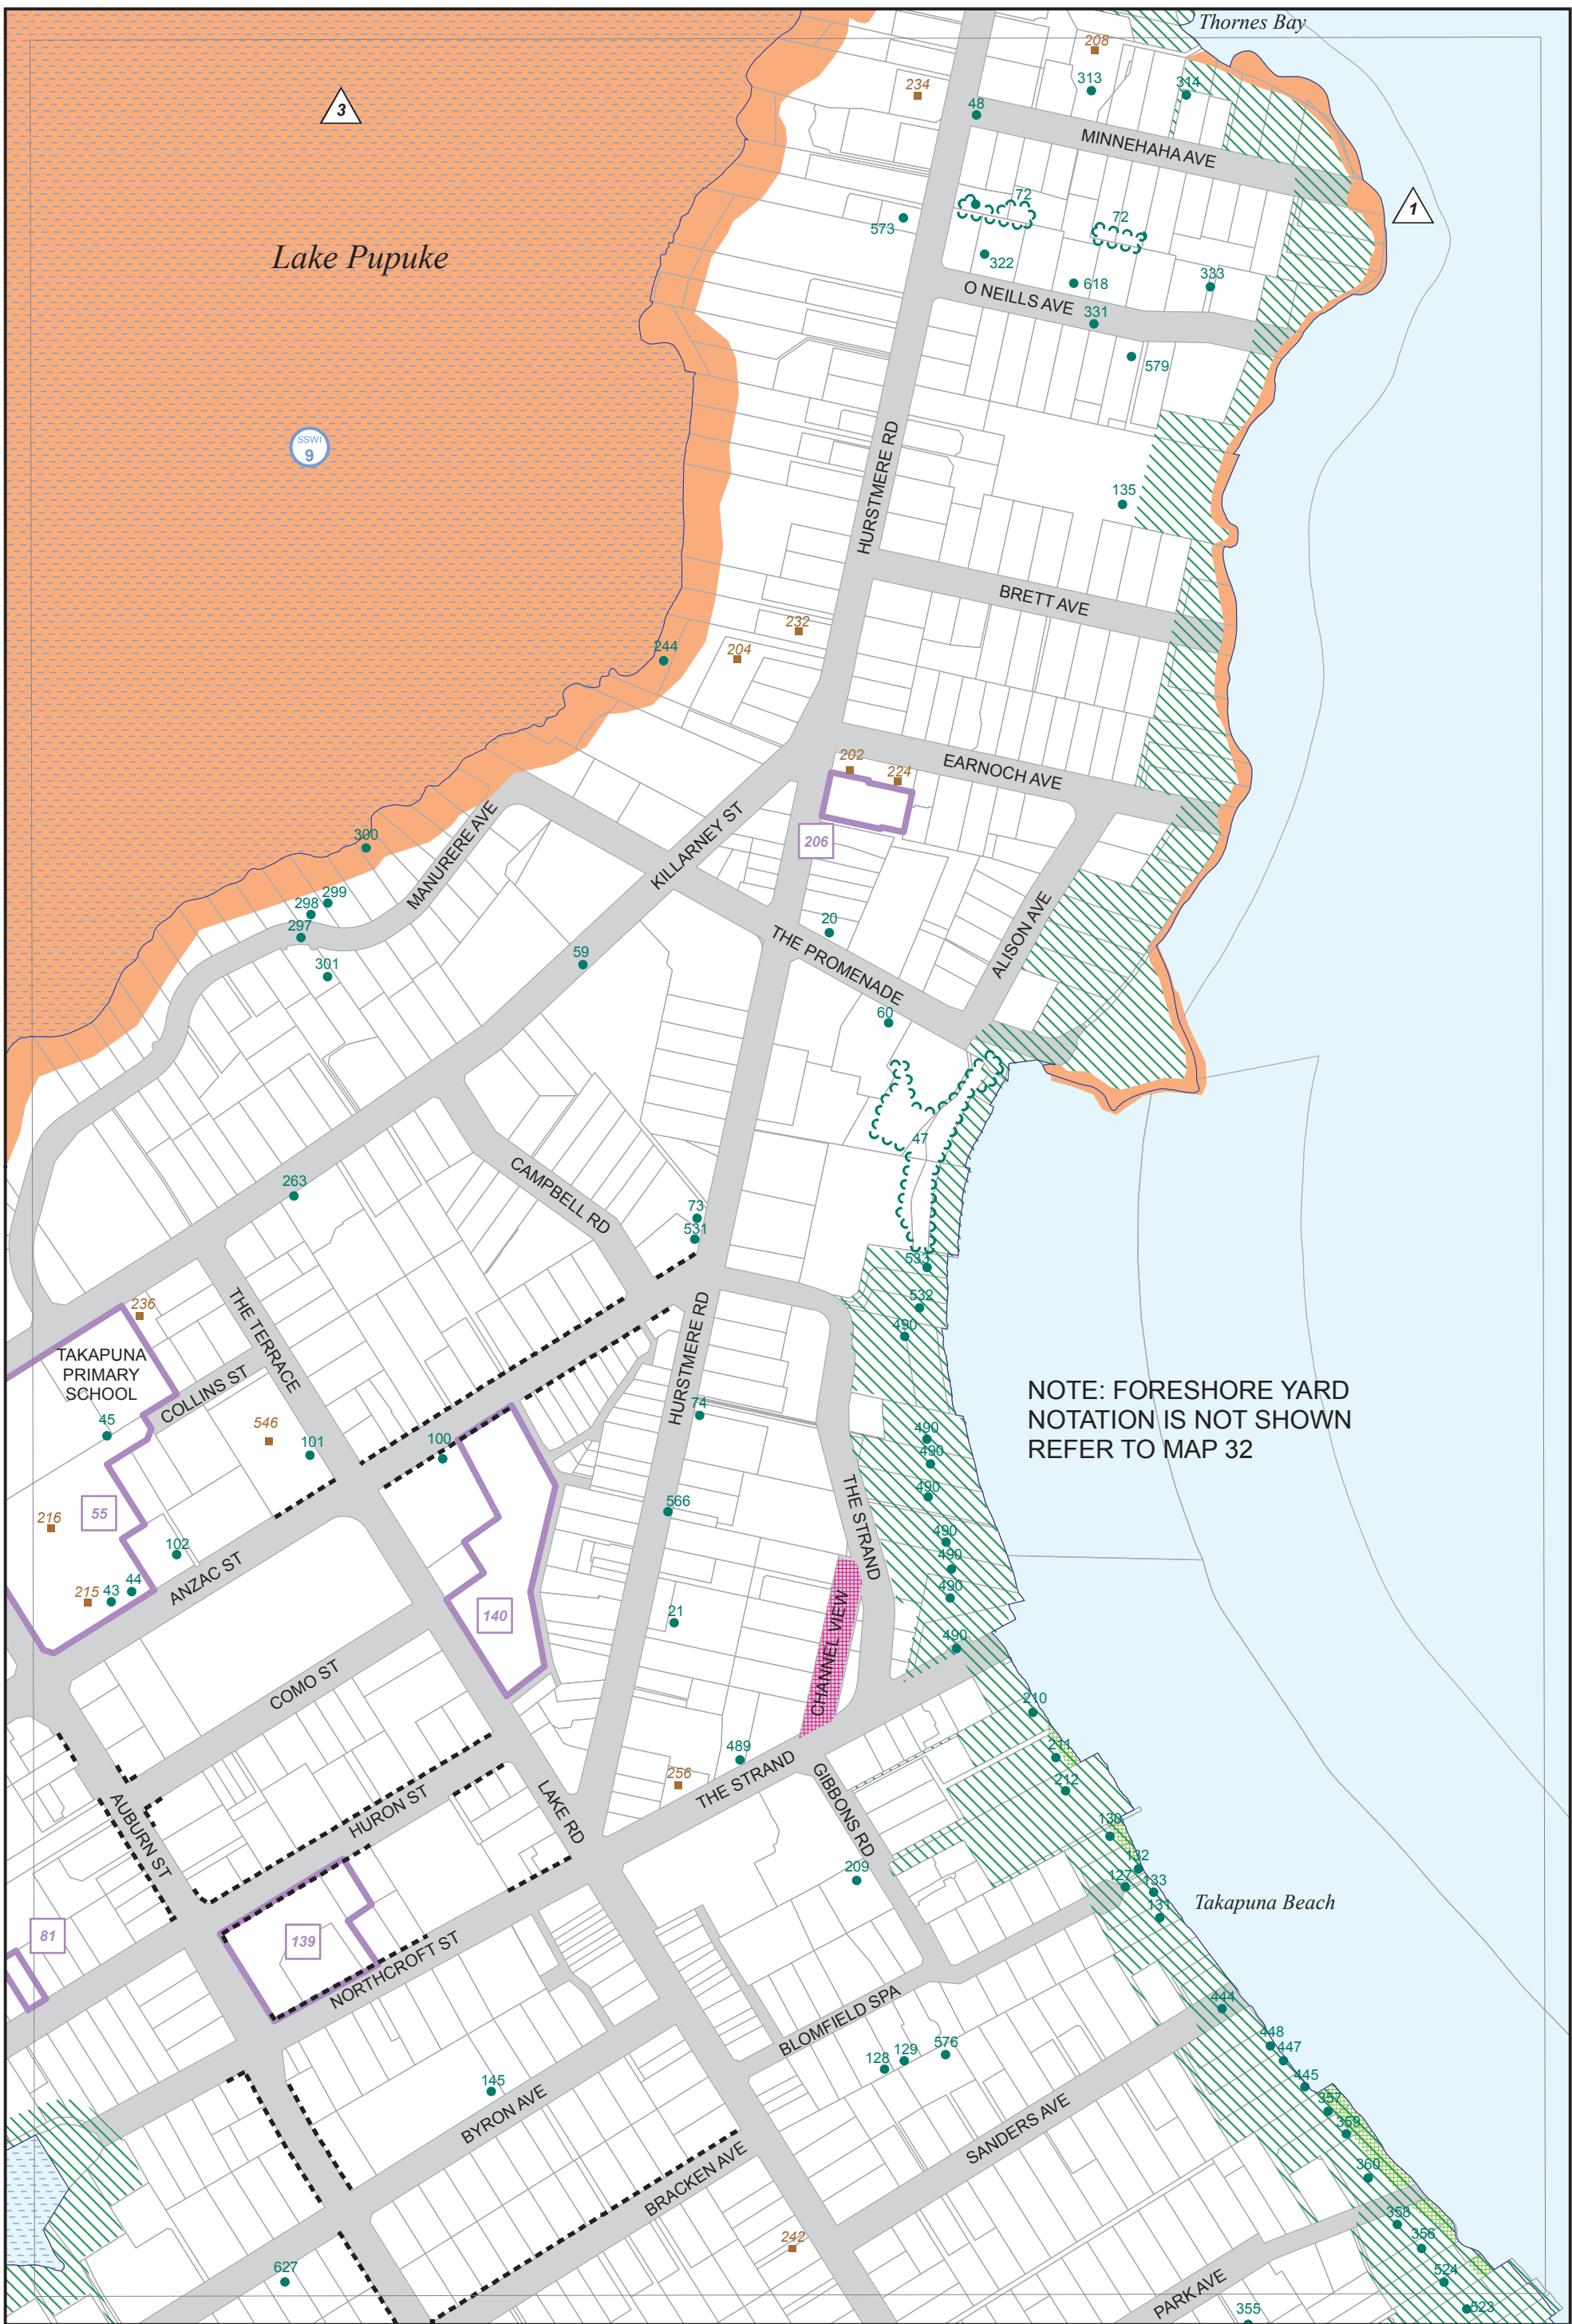 Thornes Bay
208
234
313
314
3
48
MINNEHAHA AVE
72
1
72
573
Lake Pupuke
322
618
333
O NEILLS AVE
331
579
SSWI
9
HURSTMERE RD
135
BRETT AVE
232
244
204
202
224
EARNOCH AVE
300
MANURERE AVE
KILLARNEY ST
206
299
298
297
20
ALISON AVE
59
301
THE PROMENADE
60
47
CAMPBELL RD
263
73
531
533
THE TERRACE
236
532
490
HURSTMERE RD
TAKAPUNA
PRIMARY
SCHOOL
COLLINS ST
NOTE: FORESHORE YARD
NOTATION IS NOT SHOWN
REFER TO MAP 32
45
546
101
100
74
490
490
490
THE STRAND
55
216
566
102
490
490
490
ANZAC ST
215
43
44
140
21
CHANNEL VIEW
490
COMO ST
210
489
211
256
THE STRAND
212
GIBBONS RD
AUBURN ST
HURON ST
LAKE RD
130
209
132
127
133
131
Takapuna Beach
81
139
NORTHCROFT ST
BLOMFIELD SPA
444
448
447
128
129
576
445
145
BYRON AVE
357
359
SANDERS AVE
360
BRACKEN AVE
358
356
242
627
524
PARK AVE
355
523